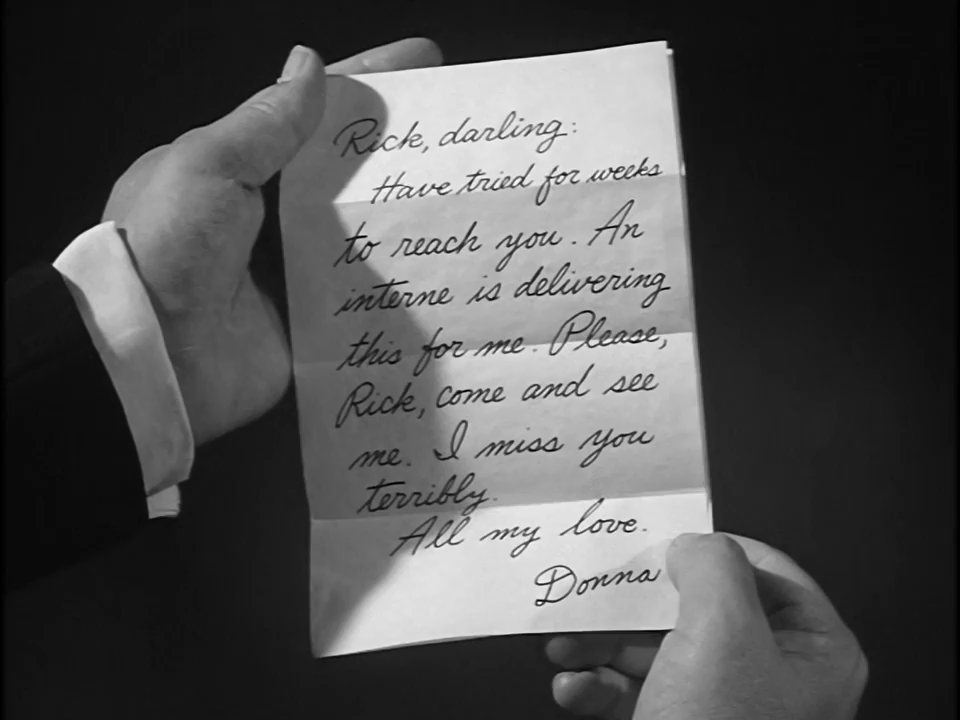 Rick, darling:
Have tried for weeks
to reach you. An
interne is delivering
this for me. Please,
Rick, come and see
me. I miss you
terribly.
All my love.
Donna